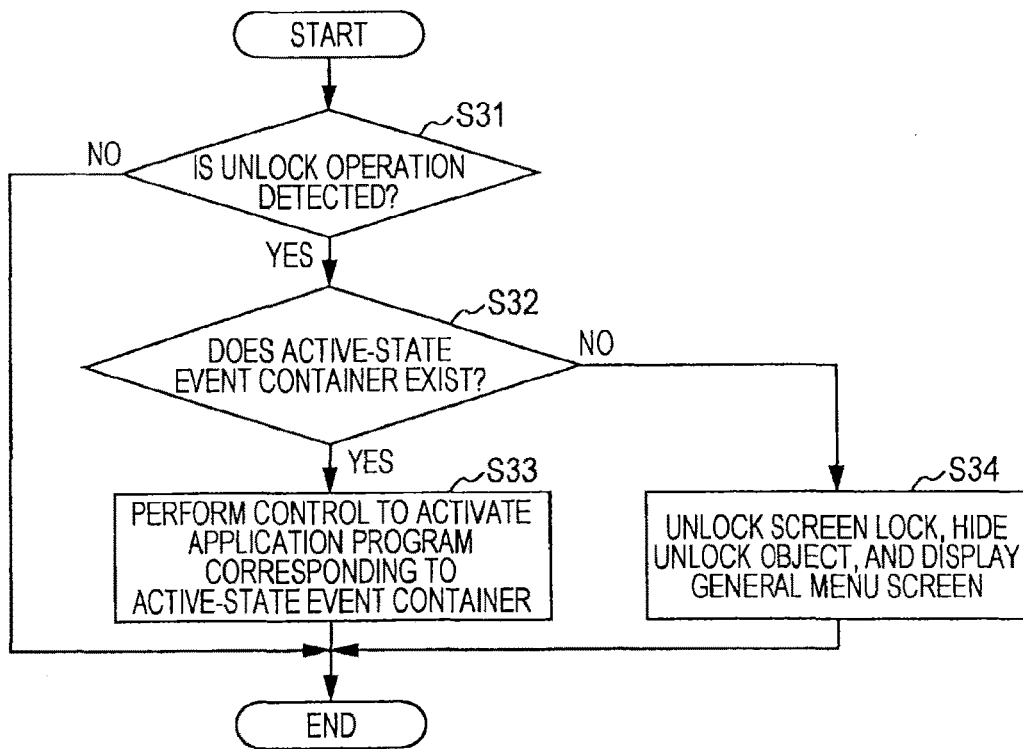 START
S31
NO
IS UNLOCK OPERATION
DETECTED?
YES
S32
DOES ACTIVE-STATE
EVENT CONTAINER EXIST?
NO
YES
S33
PERFORM CONTROL TO ACTIVATE
APPLICATION PROGRAM
CORRESPONDING TO
ACTIVE-STATE EVENT CONTAINER
S34
UNLOCK SCREEN LOCK, HIDE
UNLOCK OBJECT, AND DISPLAY
GENERAL MENU SCREEN
END